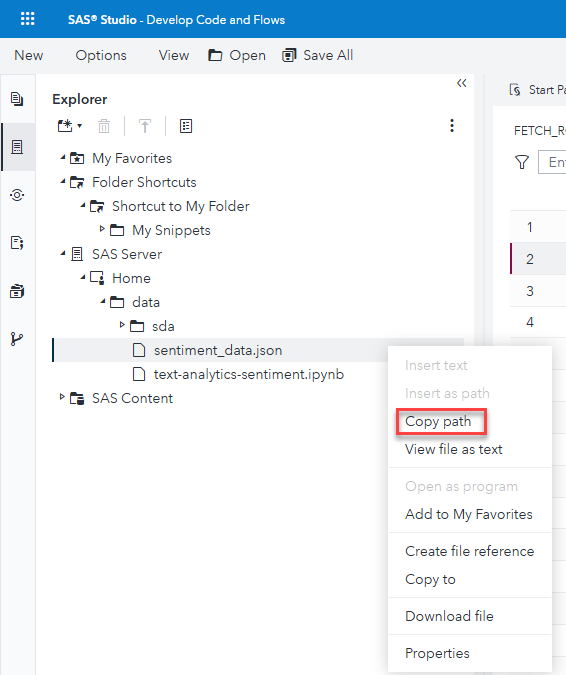 SAS® Studio - Develop Code and Flows
New Options View Open Save All
Explorer
Start Pa
FETCH_R
My Favorites
Folder Shortcuts
Ent
Shortcut to My Folder
My Snippets
1
SAS Server
2
Home
3
data
4
sda
sentiment_data.json
text-analytics-sentiment.ipynb
SAS Content
Insert text
Insert as path
Copy path
View file as text
Open as program
Add to My Favorites
Create file reference
Copy to
Download file
Properties